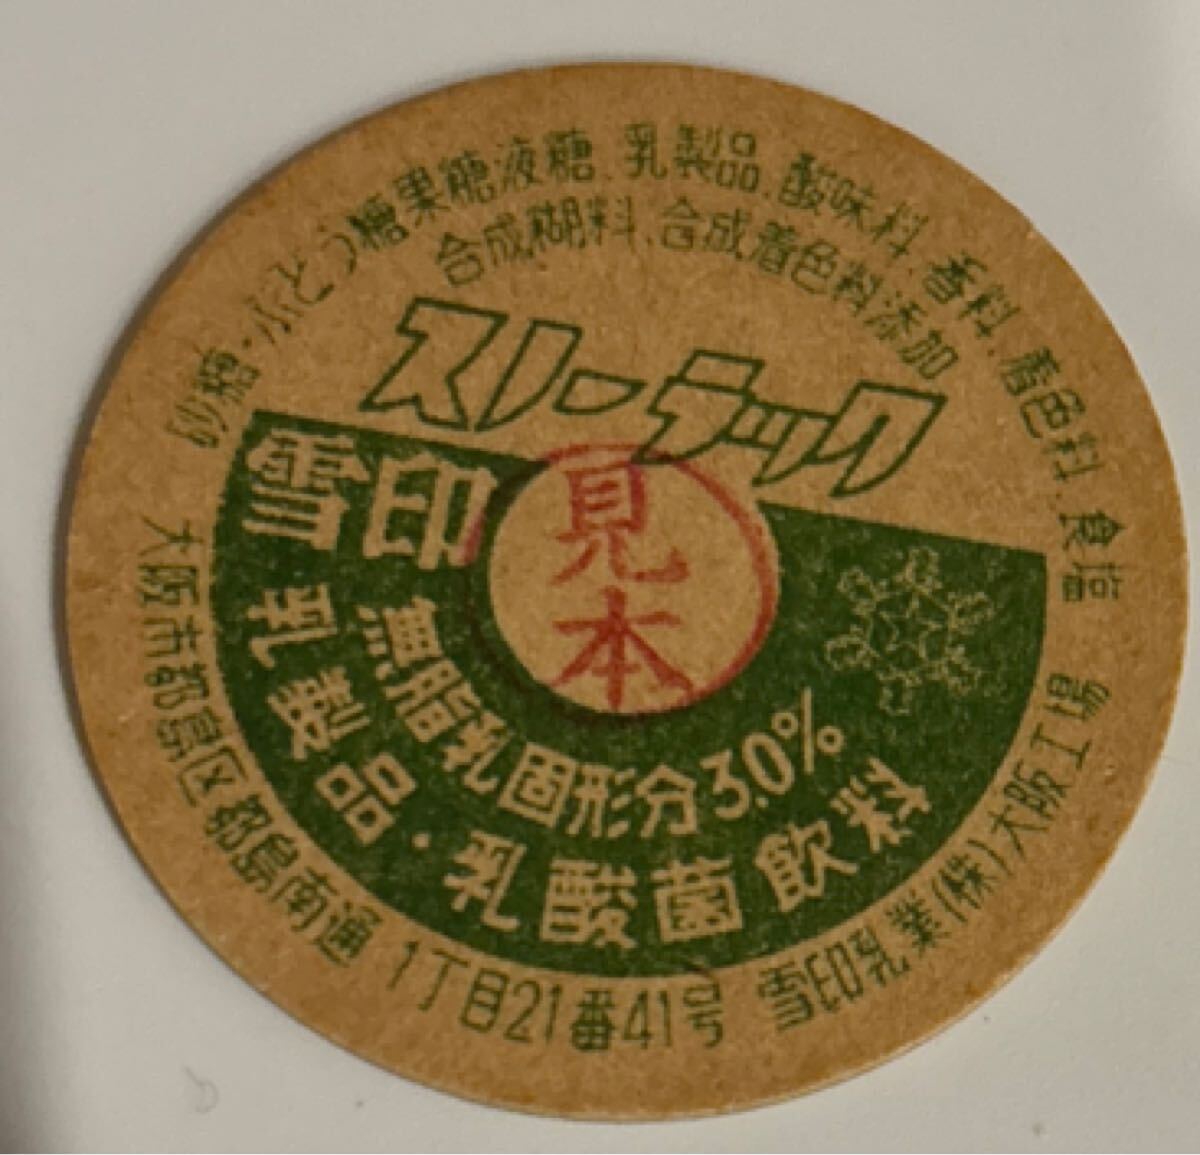 砂糖・ぶどう糖果糖液糖、乳製品、酸味料、香料、着色料、食塩
合成糊料、合成着色料添加
ストラック
雪印
見本
無脂乳固形分3.0%
乳製品・乳酸菌飲料
大阪市都島区都島南通1丁目21番41号 雪印乳業(株)大阪工場